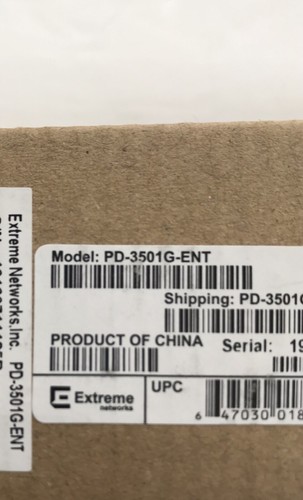 Model: PD-3501G-ENT
Shipping: PD-3501G
PRODUCT OF CHINA
Serial: 19
Extreme
networks
UPC
6 47030 018
Extreme Networks.Inc. PD-3501G-ENT